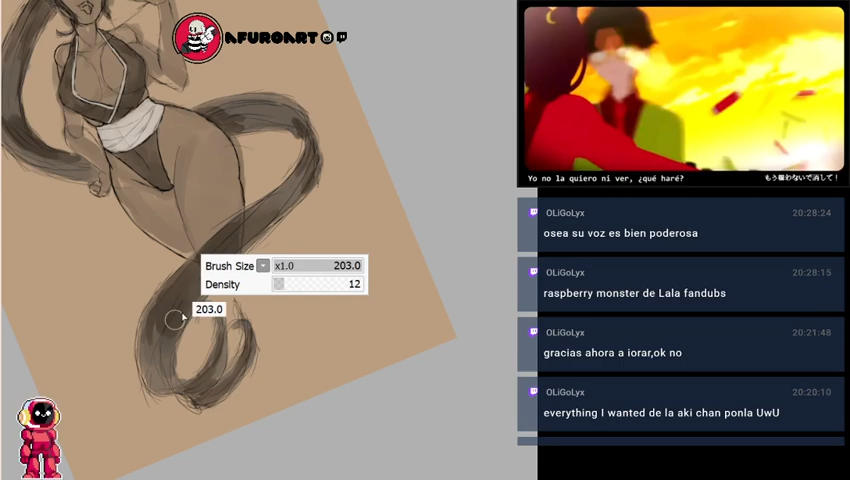 AFUROART
Brush Size x1.0 203.0
Density 12
203.0
Yo no la quiero ni ver, ¿qué haré?
もう構わないで消して!
OLiGoLyx 20:28:24
osea su voz es bien poderosa
OLiGoLyx 20:28:15
raspberry monster de Lala fandubs
OLiGoLyx 20:21:48
gracias ahora a iorar,ok no
OLiGoLyx 20:20:10
everything I wanted de la aki chan ponla UwU